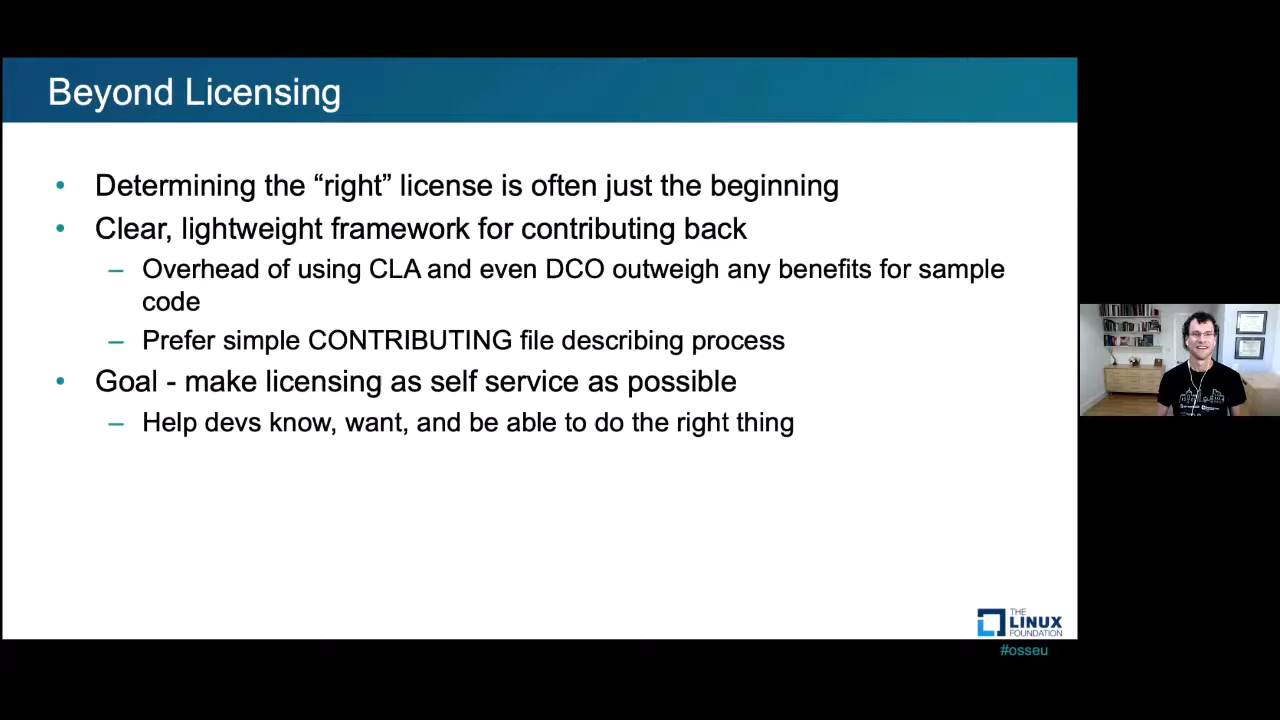 Beyond Licensing
• Determining the “right” license is often just the beginning
• Clear, lightweight framework for contributing back
– Overhead of using CLA and even DCO outweigh any benefits for sample
code
– Prefer simple CONTRIBUTING file describing process
• Goal - make licensing as self service as possible
– Help devs know, want, and be able to do the right thing
THE
LINUX
FOUNDATION
#osseu